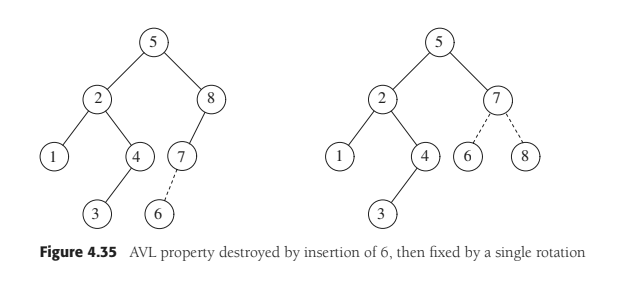 5 5
2 8 2 7
1 4 7 1 4 6 8
3 6 3
Figure 4.35 AVL property destroyed by insertion of 6, then fixed by a single rotation